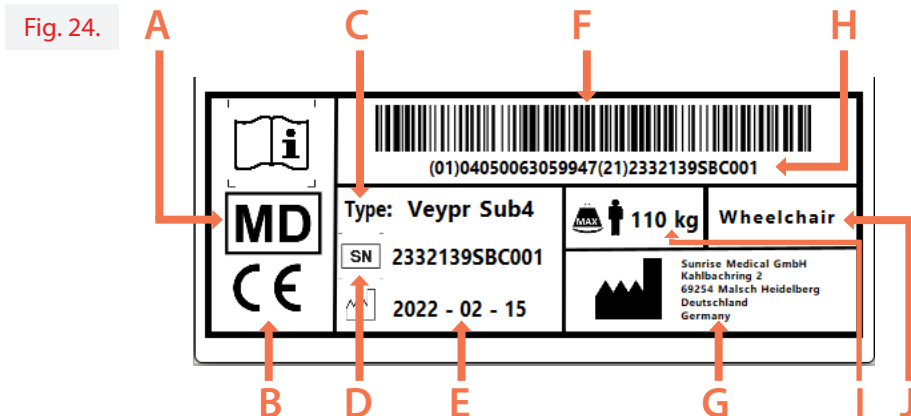 Fig. 24.
A
C
F
H
i
(01)04050063059947(21)2332139SBC001
MD
Type: Veypr Sub4
MAX 110 kg
Wheelchair
SN 2332139SBC001
CE
2022 - 02 - 15
Sunrise Medical GmbH
Kahlbachring 2
69254 Malsch Heidelberg
Deutschland
Germany
B
D
E
G
I
J